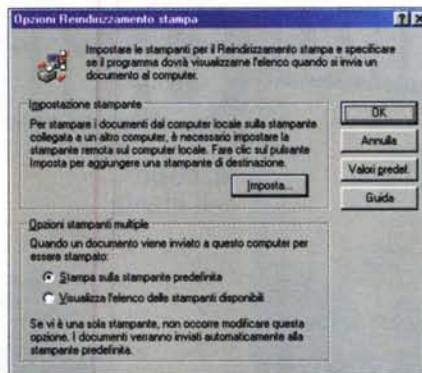 Opzioni Reindirizzamento stampa
Impostare le stampanti per il Reindirizzamento stampa e specificare
se il programma dovrà visualizzarne l'elenco quando si invia un
documento al computer.
Impostazione stampante
Per stampare i documenti dal computer locale sulla stampante
collegata a un altro computer, è necessario impostare la
stampante remota sul computer locale. Fare clic sul pulsante
Imposta per aggiungere una stampante di destinazione.
Imposta...
OK
Annulla
Valori predef.
Guida
Opzioni stampanti multiple
Quando un documento viene inviato a questo computer per
essere stampato:
Stampa sulla stampante predefinita
Visualizza l'elenco delle stampanti disponibili
Se vi è una sola stampante, non occorre modificare questa
opzione. I documenti verranno inviati automaticamente alla
stampante predefinita.